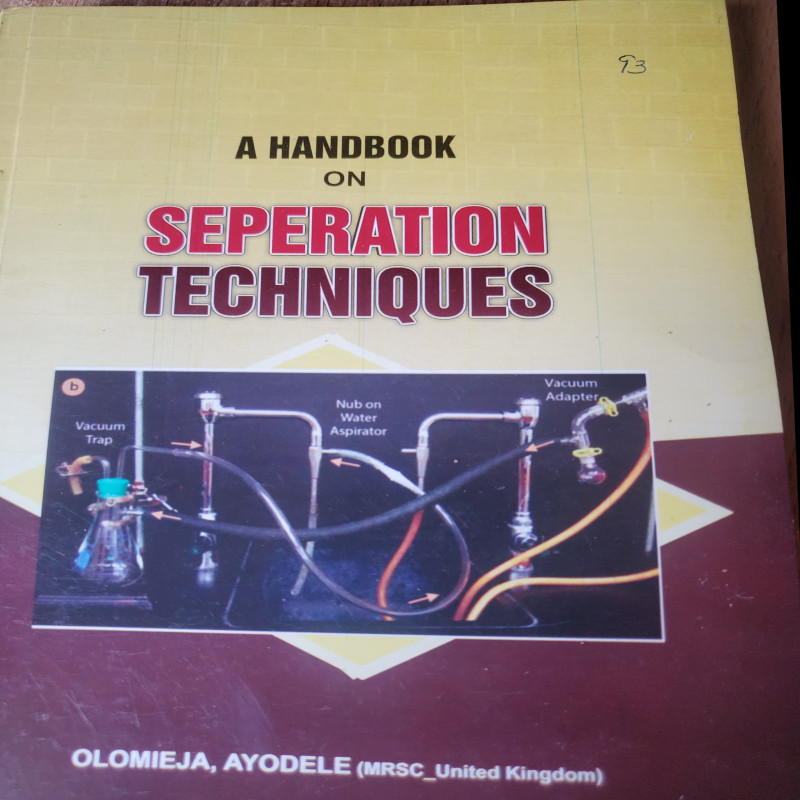 93
A HANDBOOK
ON
SEPERATION
TECHNIQUES
b
Vacuum
Trap
Nub on
Water
Aspirator
Vacuum
Adapter
OLOMIEJA, AYODELE (MRSC_United Kingdom)